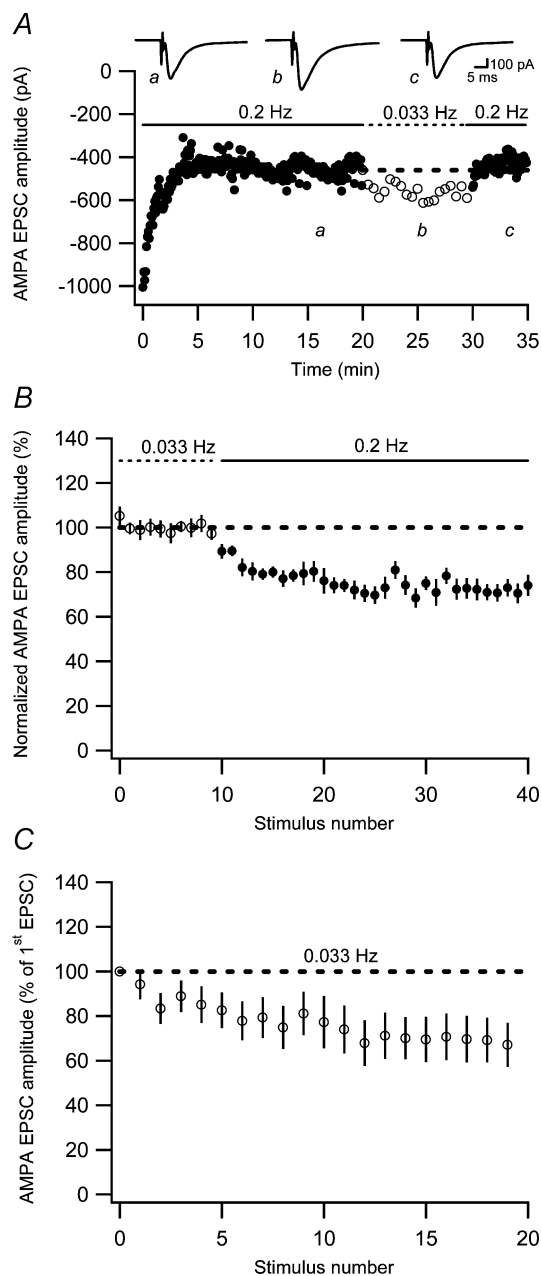 A
a
b
c
100 pA
5 ms
AMPA EPSC amplitude (pA)
0
-200
-400
-600
-800
-1000
0.2 Hz
0.033 Hz
0.2 Hz
a
b
c
0 5 10 15 20 25 30 35
Time (min)
B
Normalized AMPA EPSC amplitude (%)
140
120
100
80
60
40
20
0
0.033 Hz
0.2 Hz
0 10 20 30 40
Stimulus number
C
AMPA EPSC amplitude (% of 1st EPSC)
140
120
100
80
60
40
20
0
0.033 Hz
0 5 10 15 20
Stimulus number